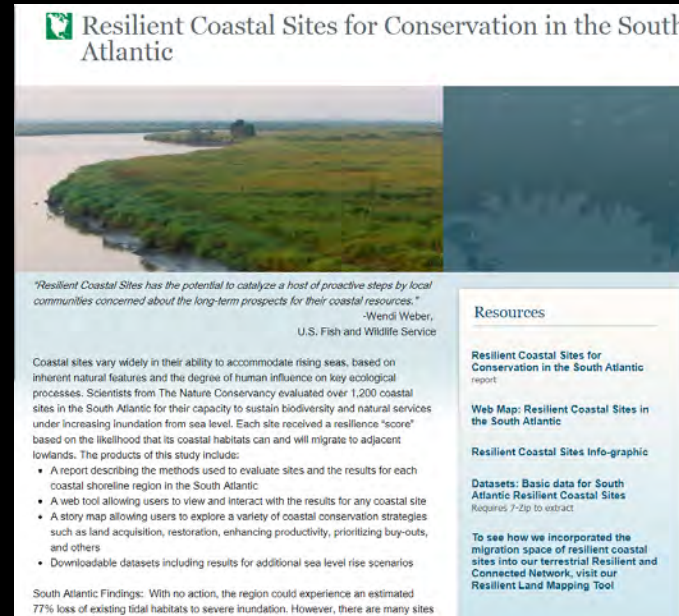 Resilient Coastal Sites for Conservation in the South
Atlantic
"Resilient Coastal Sites has the potential to catalyze a host of proactive steps by local
communities concerned about the long-term prospects for their coastal resources."
-Wendi Weber,
U.S. Fish and Wildlife Service
Coastal sites vary widely in their ability to accommodate rising seas, based on
inherent natural features and the degree of human influence on key ecological
processes. Scientists from The Nature Conservancy evaluated over 1,200 coastal
sites in the South Atlantic for their capacity to sustain biodiversity and natural services
under increasing inundation from sea level. Each site received a resilience "score"
based on the likelihood that its coastal habitats can and will migrate to adjacent
lowlands. The products of this study include:
• A report describing the methods used to evaluate sites and the results for each
coastal shoreline region in the South Atlantic
• A web tool allowing users to view and interact with the results for any coastal site
• A story map allowing users to explore a variety of coastal conservation strategies
such as land acquisition, restoration, enhancing productivity, prioritizing buy-outs,
and others
• Downloadable datasets including results for additional sea level rise scenarios
South Atlantic Findings: With no action, the region could experience an estimated
77% loss of existing tidal habitats to severe inundation. However, there are many sites
Resources
Resilient Coastal Sites for
Conservation in the South Atlantic
report
Web Map: Resilient Coastal Sites in
the South Atlantic
Resilient Coastal Sites Info-graphic
Datasets: Basic data for South
Atlantic Resilient Coastal Sites
Requires 7-Zip to extract
To see how we incorporated the
migration space of resilient coastal
sites into our terrestrial Resilient and
Connected Network, visit our
Resilient Land Mapping Tool